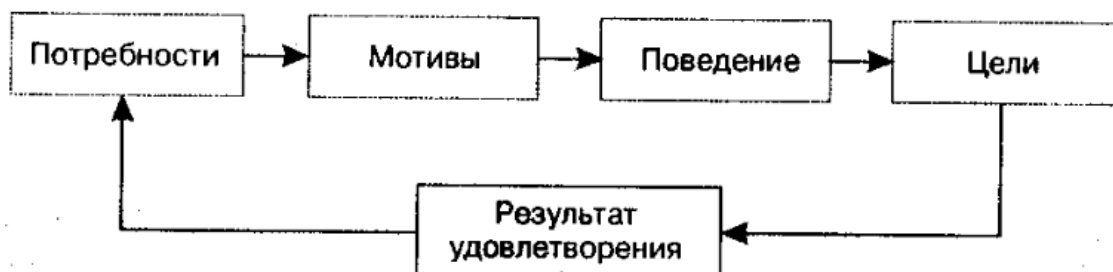 Потребности
Мотивы
Поведение
Цели
Результат
удовлетворения